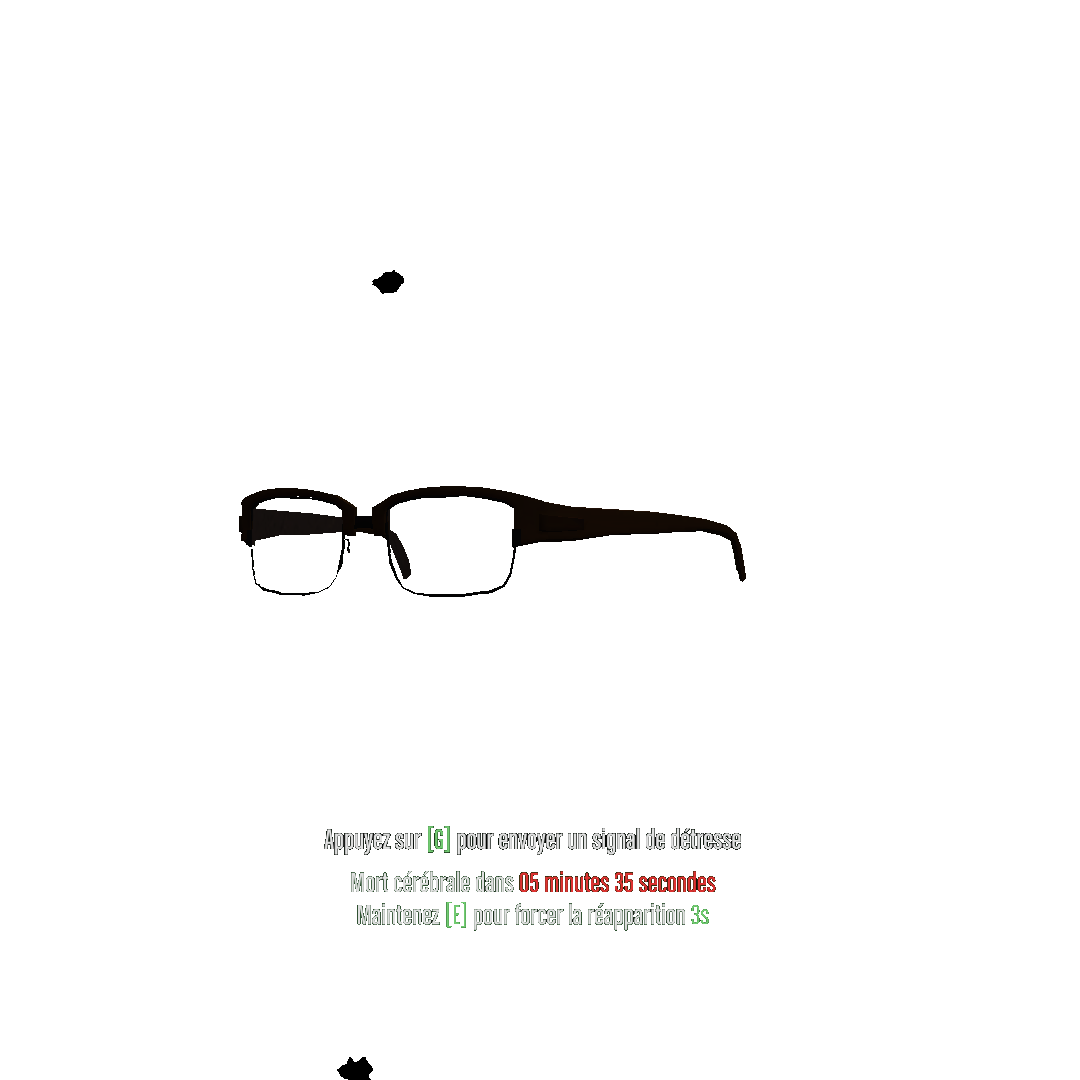 Appuyez sur [G] pour envoyer un signal de détresse
Mort cérébrale dans 05 minutes 35 secondes
Maintenez [E] pour forcer la réapparition 3s